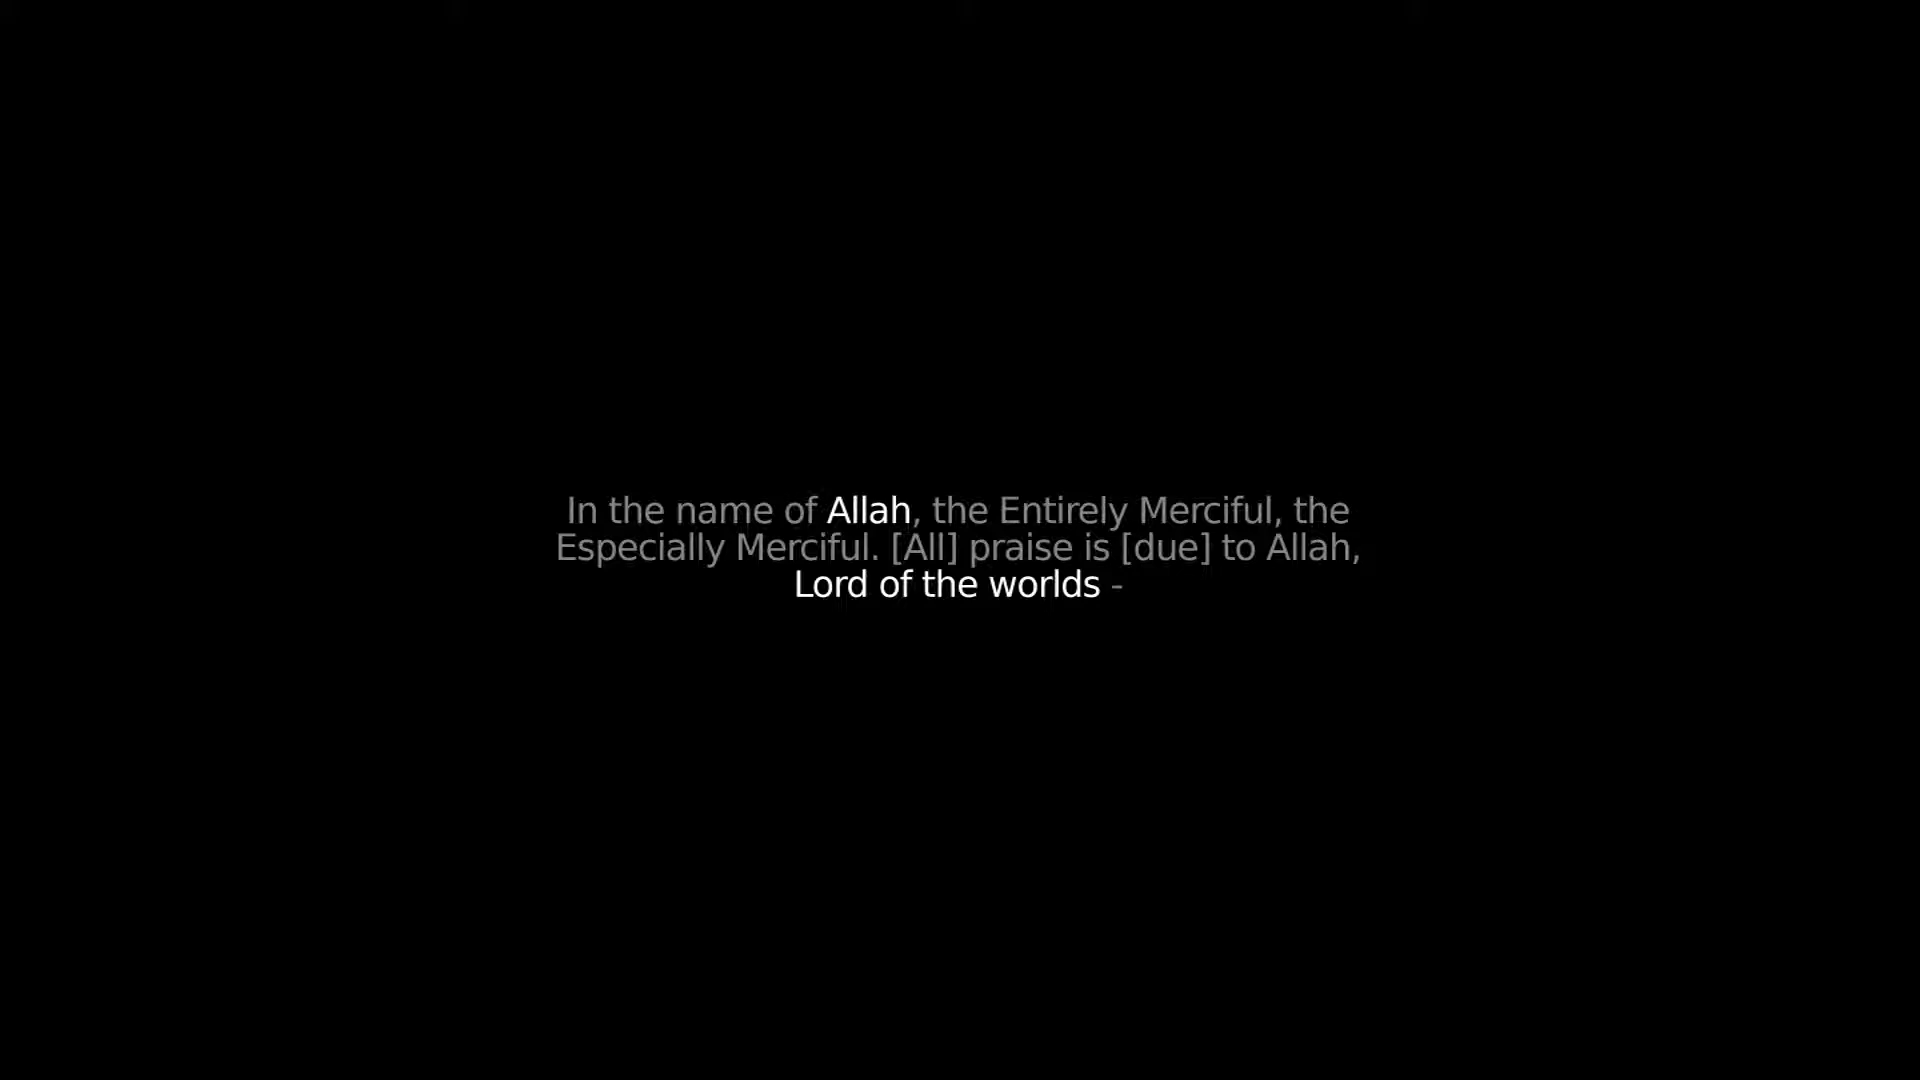 In the name of Allah, the Entirely Merciful, the
Especially Merciful. [All] praise is [due] to Allah,
Lord of the worlds -